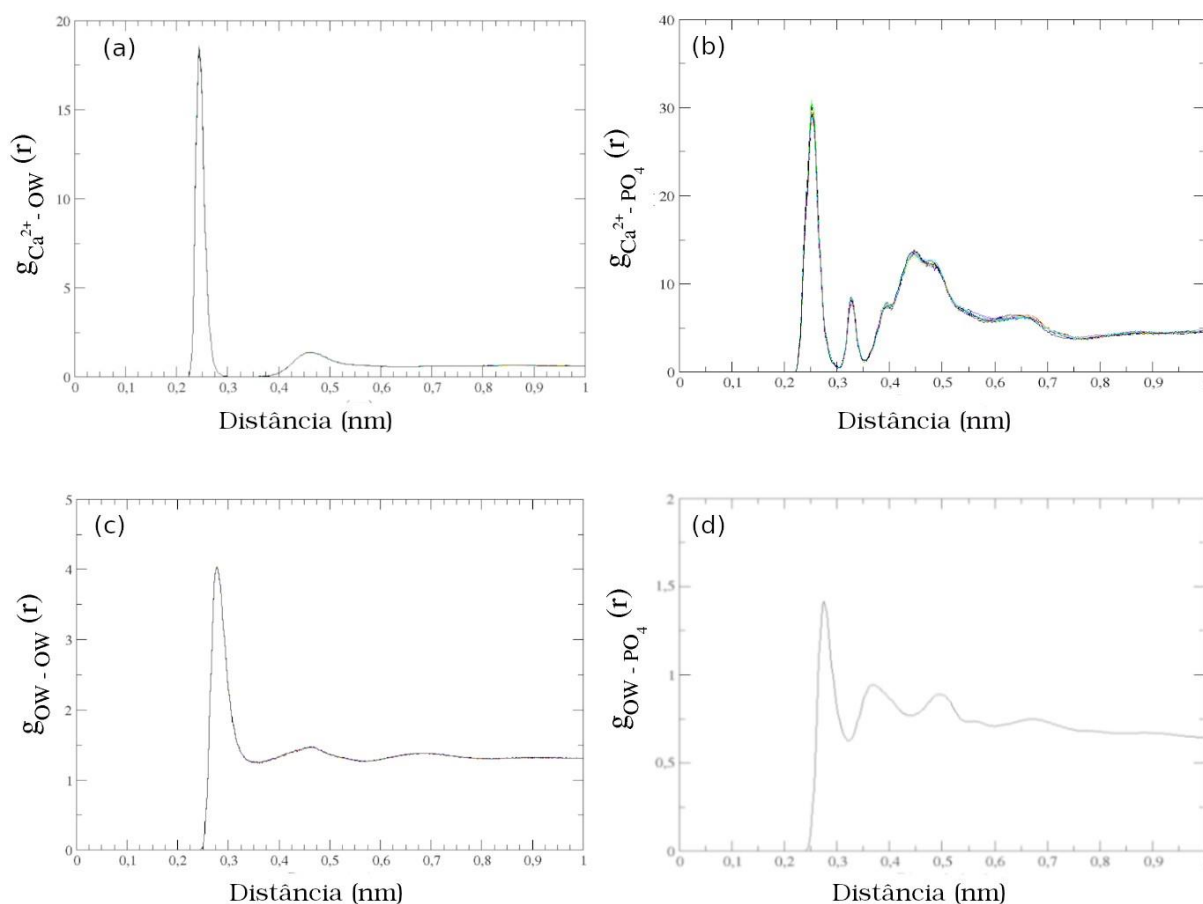 (a)
20
15
10
5
0
g Ca²⁺ - OW (r)
0 0,1 0,2 0,3 0,4 0,5 0,6 0,7 0,8 0,9 1
Distância (nm)
(b)
40
30
20
10
0
g Ca²⁺ - PO₄ (r)
0 0,1 0,2 0,3 0,4 0,5 0,6 0,7 0,8 0,9
Distância (nm)
(c)
5
4
3
2
1
0
g OW - OW (r)
0 0,1 0,2 0,3 0,4 0,5 0,6 0,7 0,8 0,9 1
Distância (nm)
(d)
2
1,5
1
0,5
0
g OW - PO₄ (r)
0 0,1 0,2 0,3 0,4 0,5 0,6 0,7 0,8 0,9
Distância (nm)